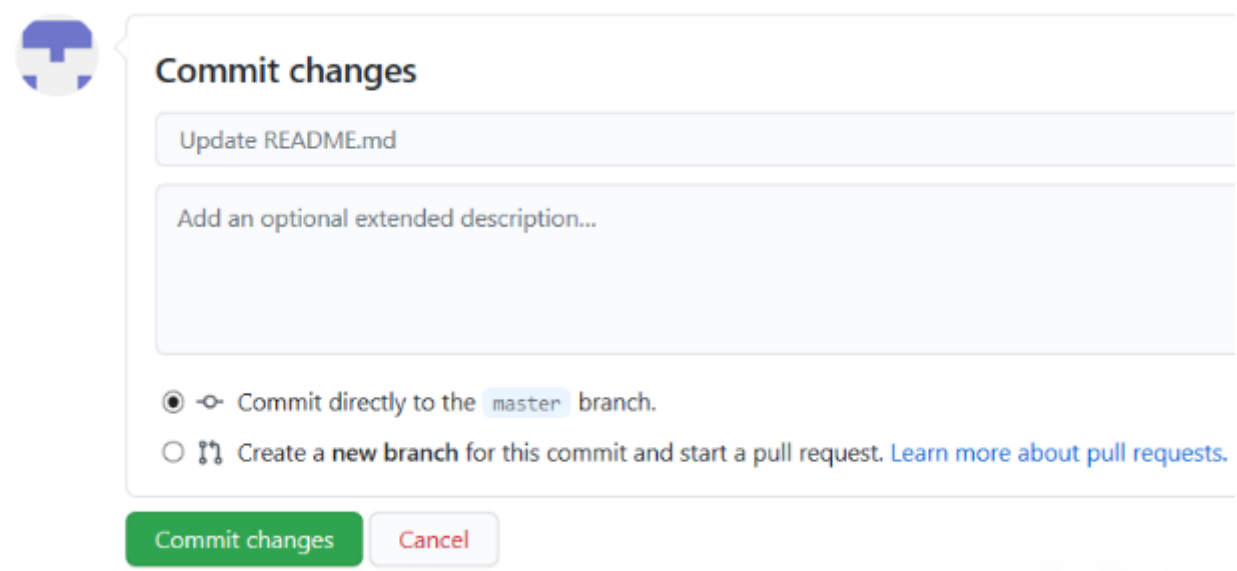 Commit changes
Update README.md
Add an optional extended description...
Commit directly to the master branch.
Create a new branch for this commit and start a pull request. Learn more about pull requests.
Commit changes Cancel